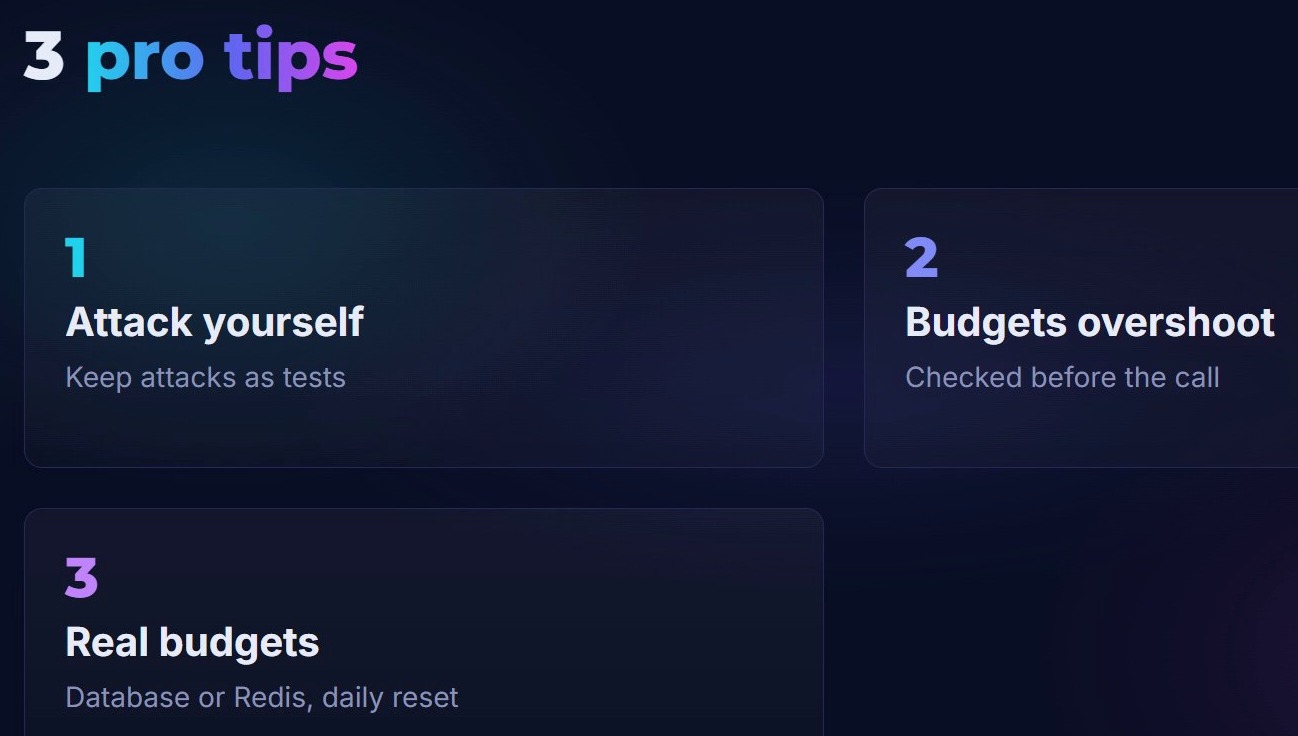 3 pro tips
1
Attack yourself
Keep attacks as tests
2
Budgets overshoot
Checked before the call
3
Real budgets
Database or Redis, daily reset